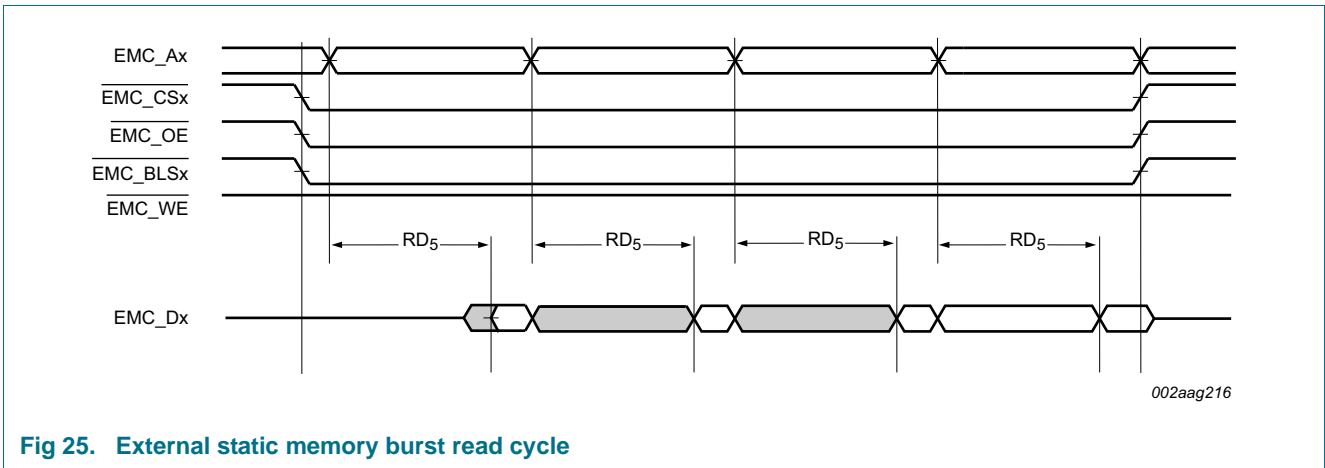 EMC_Ax
EMC_CSx
EMC_OE
EMC_BLSx
EMC_WE
RD5 RD5 RD5 RD5
EMC_Dx
002aag216
Fig 25. External static memory burst read cycle